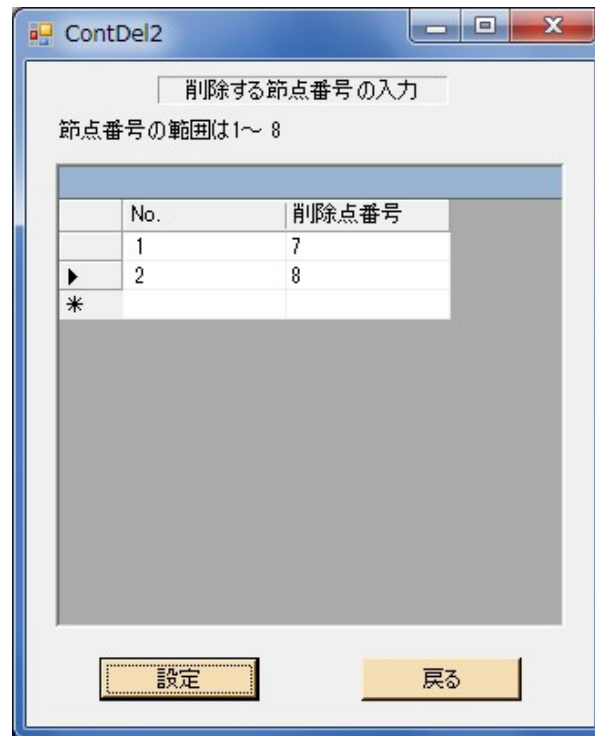 ContDel2
削除する節点番号の入力
節点番号の範囲は1～ 8
No. 削除点番号
1 7
2 8
設定 戻る